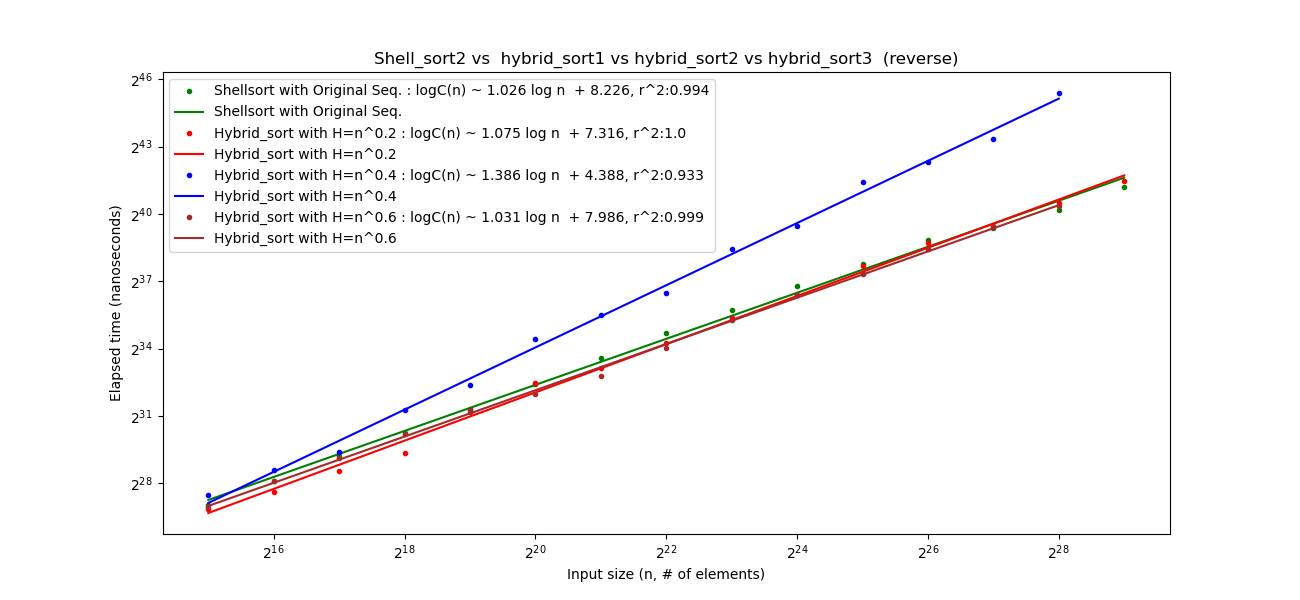 Shell_sort2 vs  hybrid_sort1 vs hybrid_sort2 vs hybrid_sort3  (reverse)
Shellsort with Original Seq. : logC(n) ~ 1.026 log n  + 8.226, r^2:0.994
Shellsort with Original Seq.
Hybrid_sort with H=n^0.2 : logC(n) ~ 1.075 log n  + 7.316, r^2:1.0
Hybrid_sort with H=n^0.2
Hybrid_sort with H=n^0.4 : logC(n) ~ 1.386 log n  + 4.388, r^2:0.933
Hybrid_sort with H=n^0.4
Hybrid_sort with H=n^0.6 : logC(n) ~ 1.031 log n  + 7.986, r^2:0.999
Hybrid_sort with H=n^0.6
Elapsed time (nanoseconds)
2^46
2^43
2^40
2^37
2^34
2^31
2^28
2^16 2^18 2^20 2^22 2^24 2^26 2^28
Input size (n, # of elements)